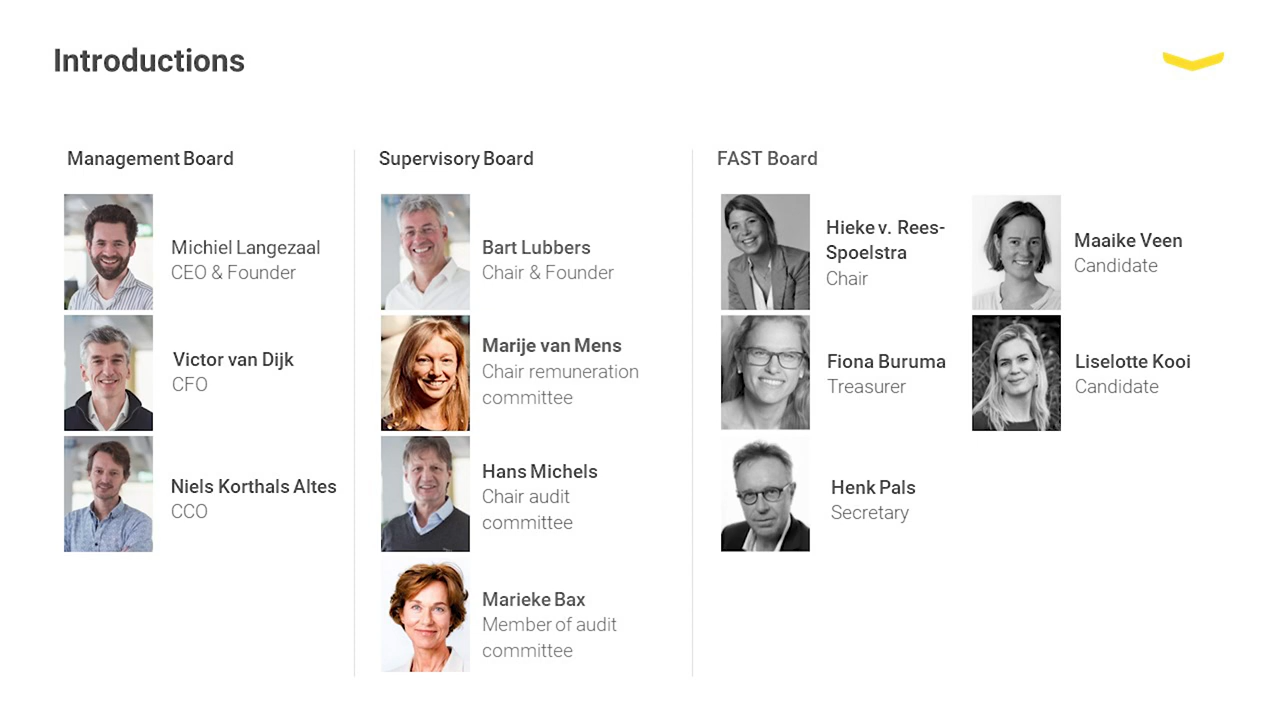 Introductions
Management Board
Michiel Langezaal
CEO & Founder
Victor van Dijk
CFO
Niels Korthals Altes
CCO
Supervisory Board
Bart Lubbers
Chair & Founder
Marije van Mens
Chair remuneration
committee
Hans Michels
Chair audit
committee
Marieke Bax
Member of audit
committee
FAST Board
Hieke v. Rees-
Spoelstra
Chair
Fiona Buruma
Treasurer
Henk Pals
Secretary
Maaike Veen
Candidate
Liselotte Kooi
Candidate